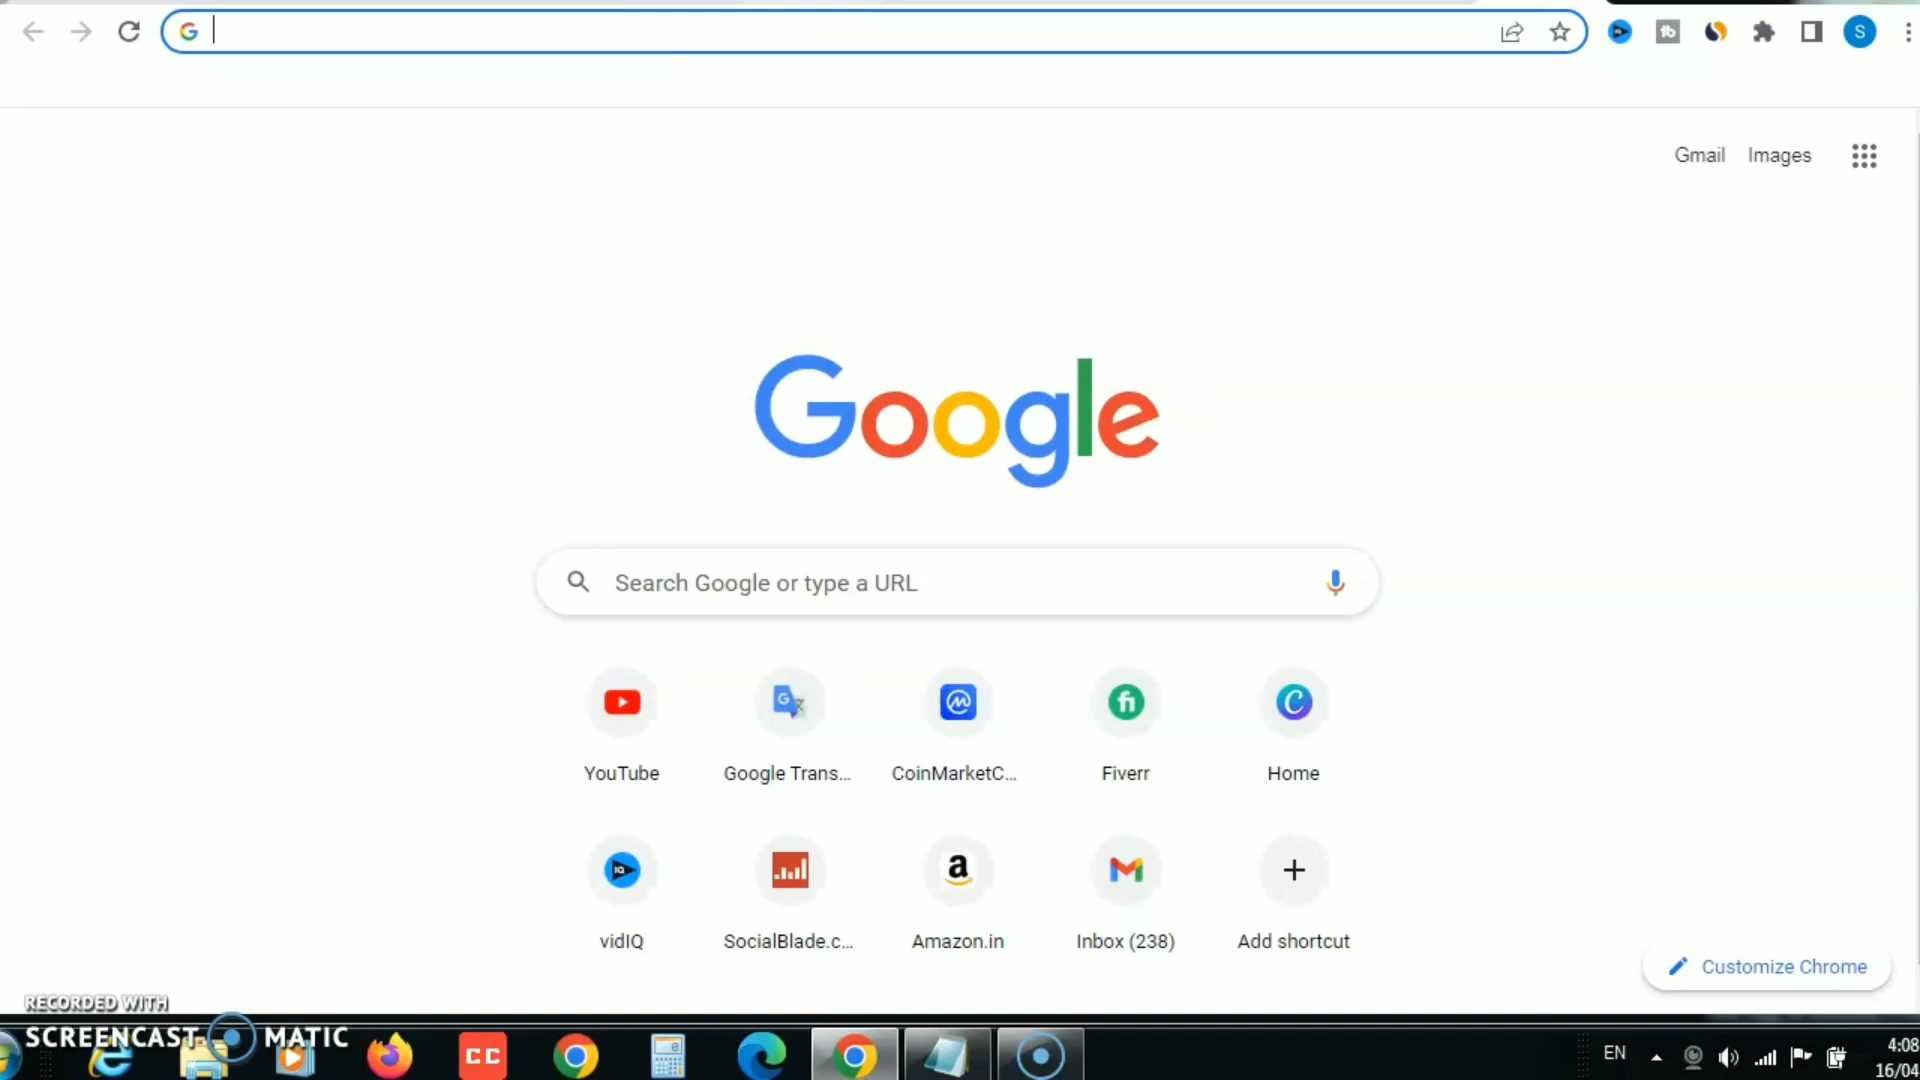 S
Gmail Images
Google
Search Google or type a URL
YouTube
Google Trans...
CoinMarketC...
Fiverr
Home
vidIQ
SocialBlade.c...
Amazon.in
Inbox (238)
Add shortcut
Customize Chrome
RECORDED WITH
SCREENCAST MATIC
CC
EN
4:08
16/04